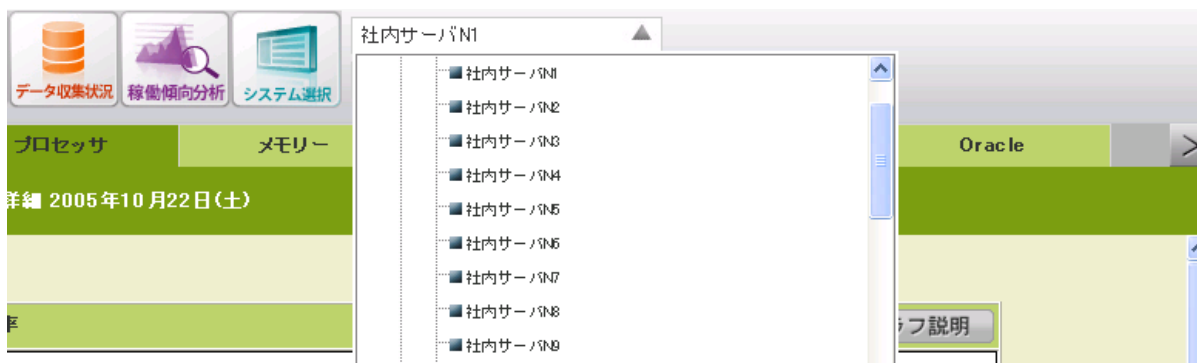 社内サーバN1
データ収集状況 稼働傾向分析 システム選択
社内サーバN1
社内サーバN2
社内サーバN3
社内サーバN4
社内サーバN5
社内サーバN6
社内サーバN7
社内サーバN8
社内サーバN9
プロセッサ メモリー Oracle >
詳細 2005年10月22日(土)
率
フ説明